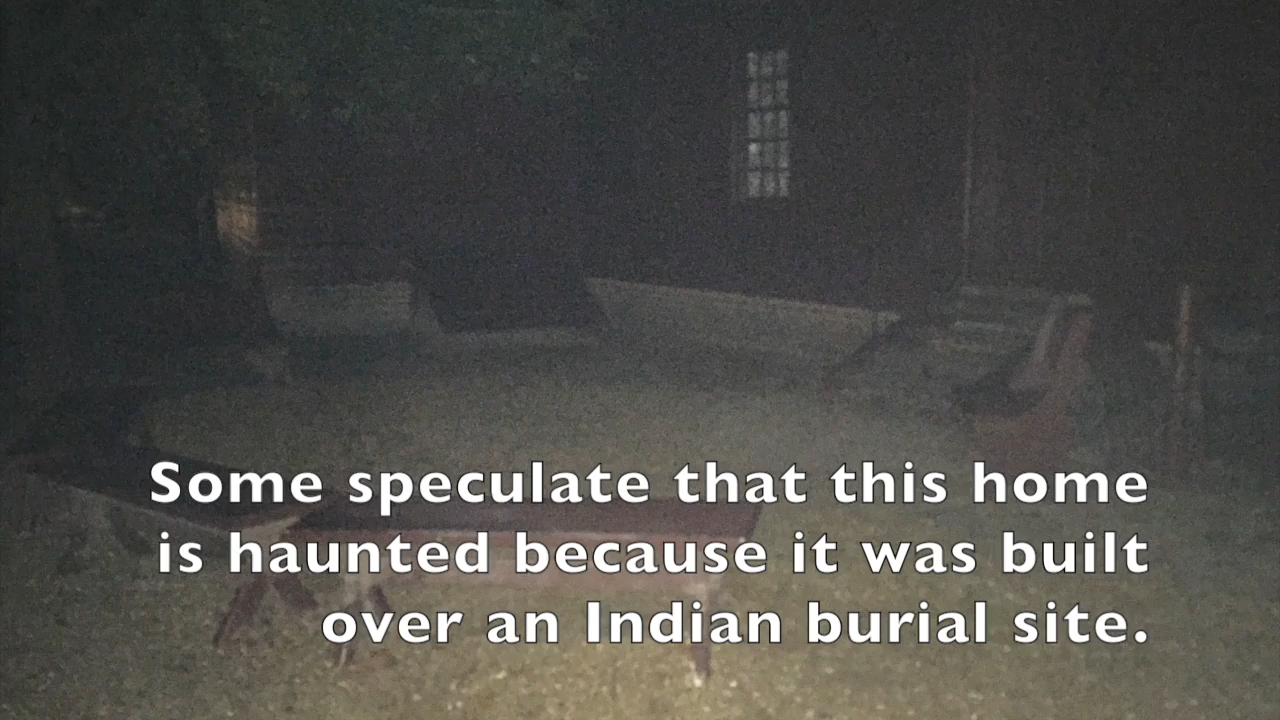 Some speculate that this home
is haunted because it was built
over an Indian burial site.